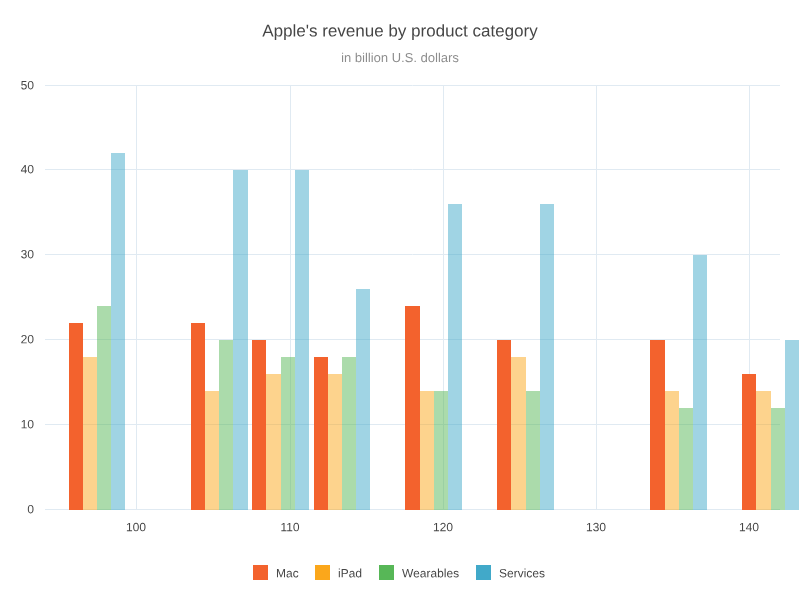 Apple's revenue by product category
in billion U.S. dollars
50
40
30
20
10
0
100 110 120 130 140
Mac iPad Wearables Services